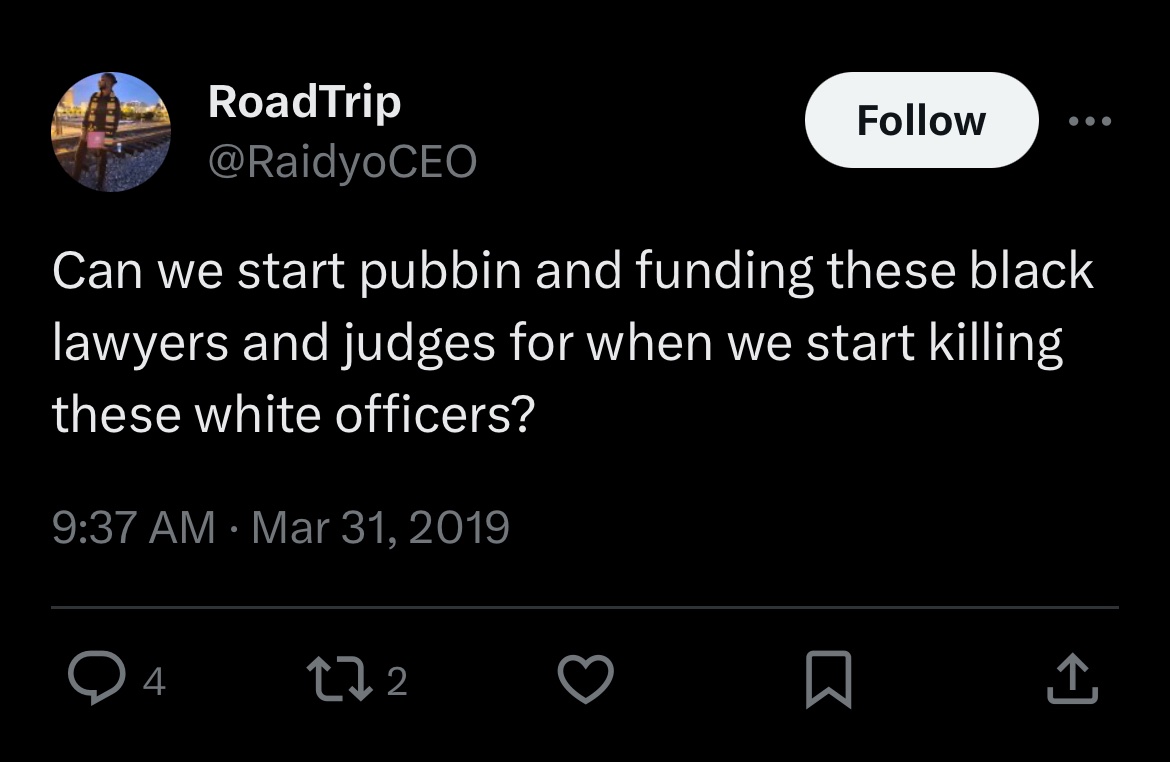 RoadTrip
@RaidyoCEO
Follow
Can we start pubbin and funding these black
lawyers and judges for when we start killing
these white officers?
9:37 AM · Mar 31, 2019
4
2